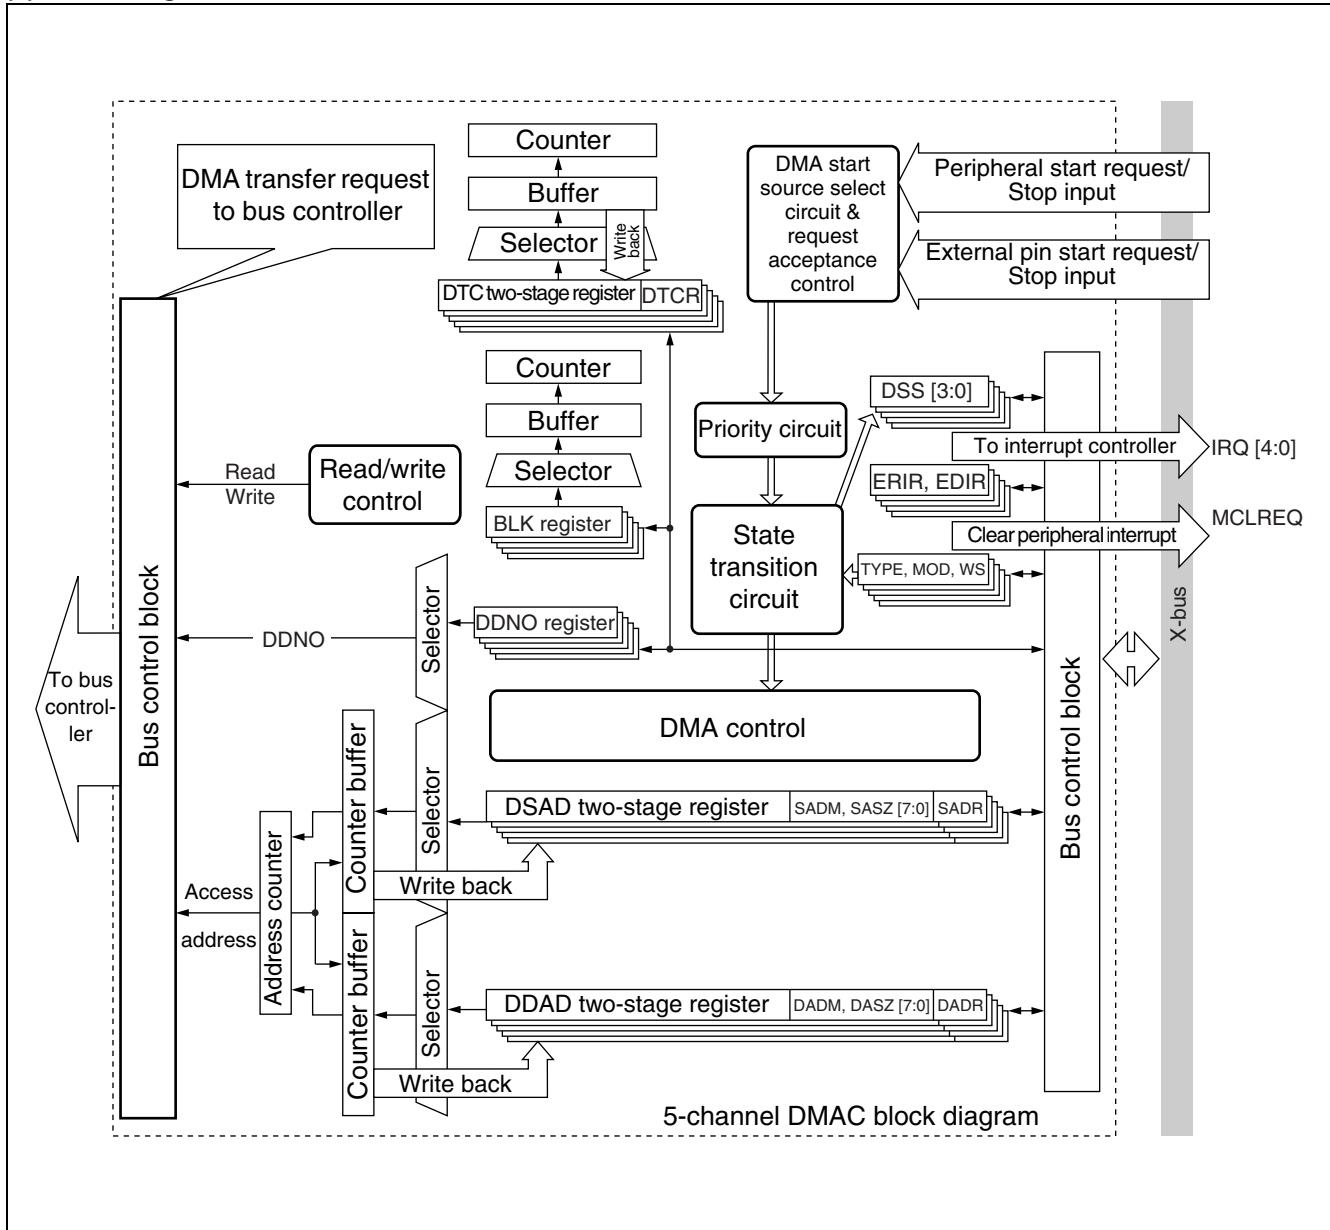 Counter
Buffer
Selector
Write
back
DTC two-stage register
DTCR
DMA transfer request
to bus controller
DMA start
source select
circuit &
request
acceptance
control
Peripheral start request/
Stop input
External pin start request/
Stop input
Counter
Buffer
Selector
BLK register
Priority circuit
DSS [3:0]
To interrupt controller
IRQ [4:0]
ERIR, EDIR
MCLREQ
Clear peripheral interrupt
TYPE, MOD, WS
State
transition
circuit
Read
Write
Read/write
control
X-bus
Bus control block
DDNO
Selector
DDNO register
To bus
control-
ler
Bus control block
DMA control
Counter buffer
Selector
DSAD two-stage register
SADM, SASZ [7:0]
SADR
Write back
Access
address
Address counter
Counter buffer
Selector
DDAD two-stage register
DADM, DASZ [7:0]
DADR
Write back
5-channel DMAC block diagram